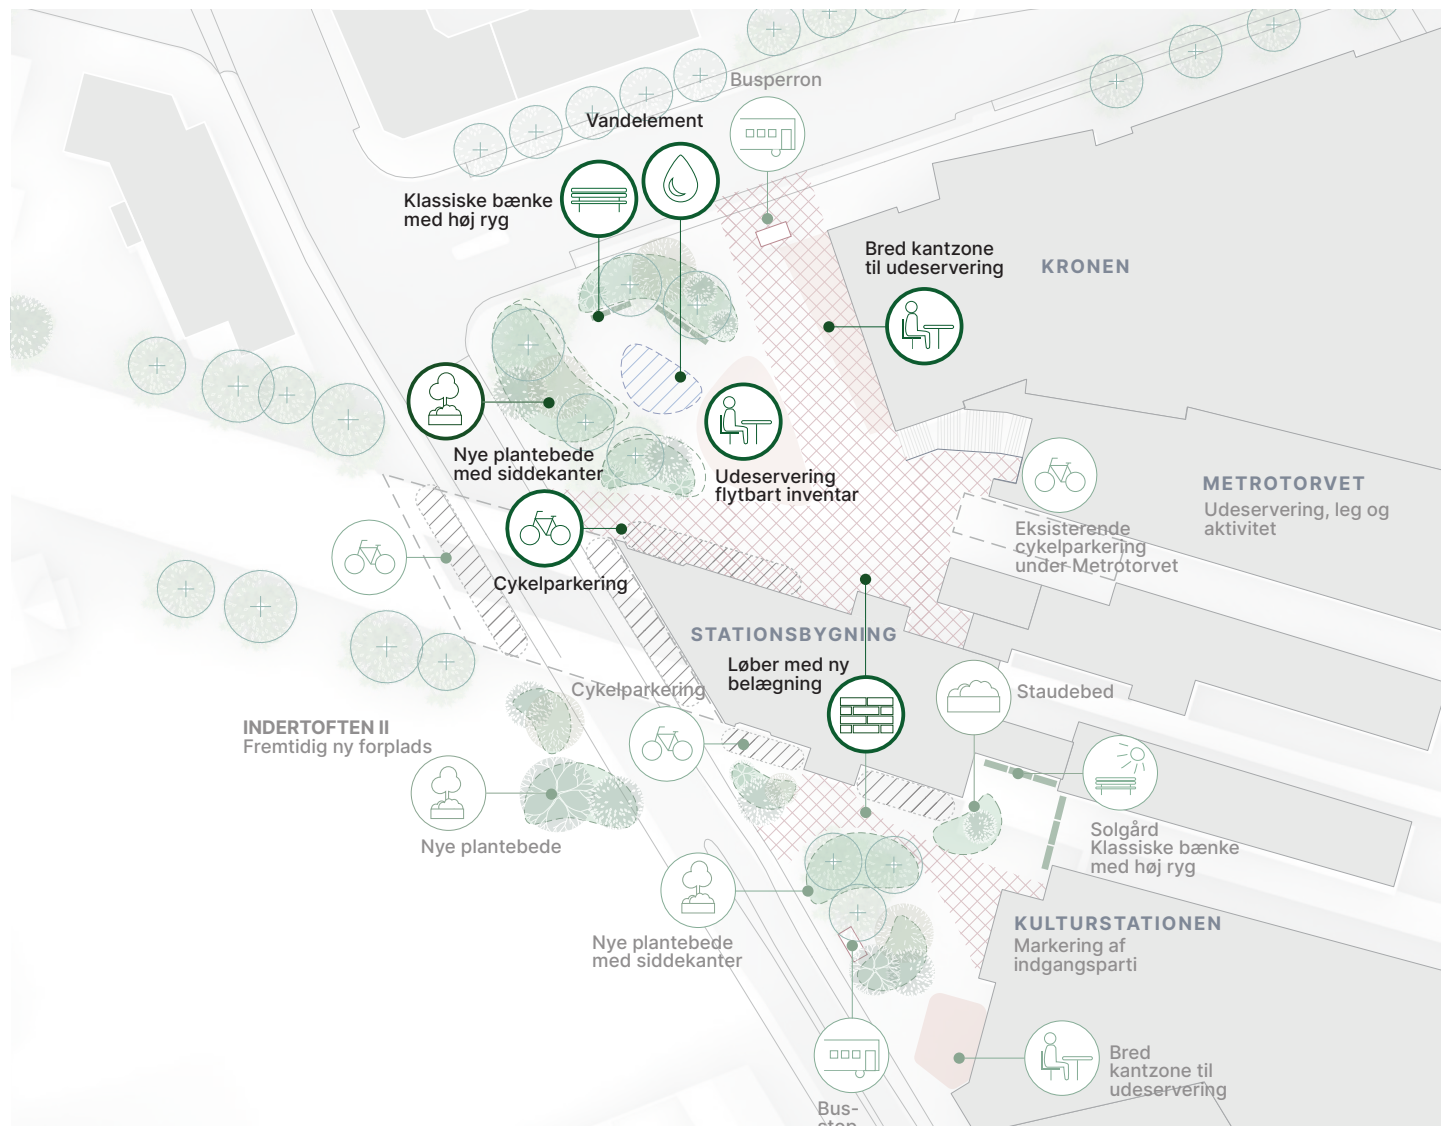 Busperron
Vandelement
Klassiske bænke
med høj ryg
Bred kantzone
til udeservering
KRONEN
Nye plantebede
med siddekanter
Udeservering
flytbart inventar
METROTORVET
Udeservering, leg og
aktivitet
Eksisterende
cykelparkering
under Metrotorvet
Cykelparkering
STATIONSBYGNING
Løber med ny
belægning
Cykelparkering
Staudebed
INDERTOFTEN II
Fremtidig ny forplads
Nye plantebede
Solgård
Klassiske bænke
med høj ryg
Nye plantebede
med siddekanter
KULTURSTATIONEN
Markering af
indgangsparti
Bred
kantzone til
udeservering
Bus-
stop